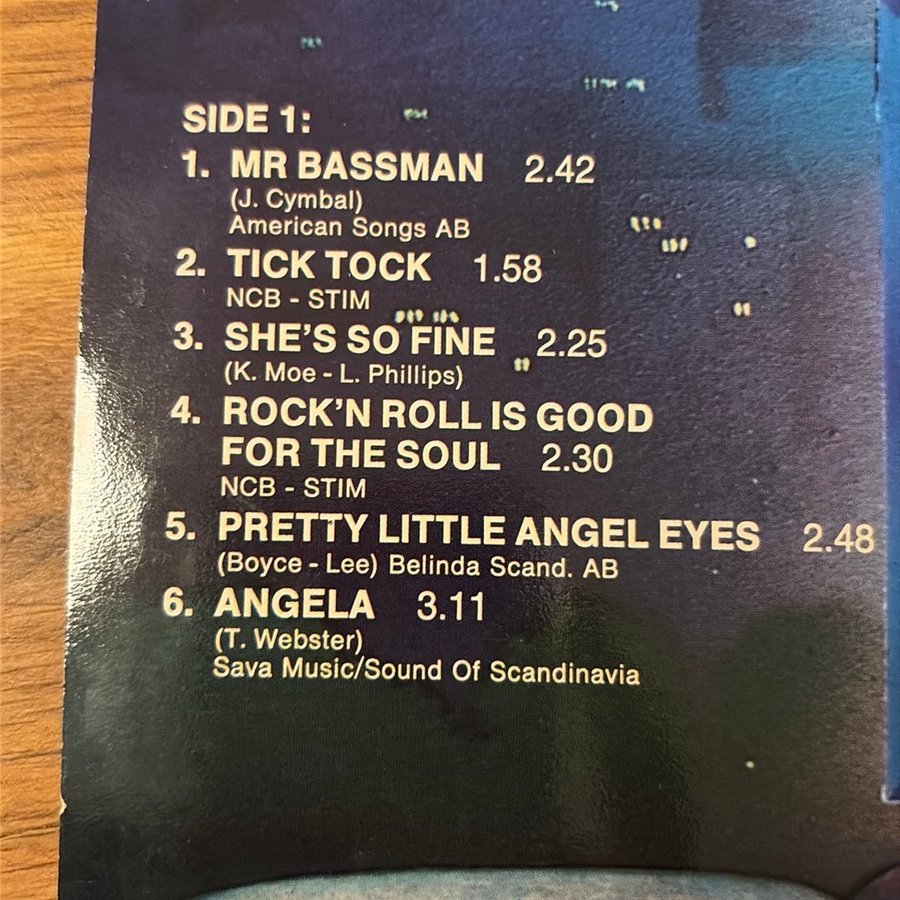 SIDE 1:
1. MR BASSMAN 2.42
(J. Cymbal)
American Songs AB
2. TICK TOCK 1.58
NCB - STIM
3. SHE'S SO FINE 2.25
(K. Moe - L. Phillips)
4. ROCK'N ROLL IS GOOD
FOR THE SOUL 2.30
NCB - STIM
5. PRETTY LITTLE ANGEL EYES 2.48
(Boyce - Lee) Belinda Scand. AB
6. ANGELA 3.11
(T. Webster)
Sava Music/Sound Of Scandinavia